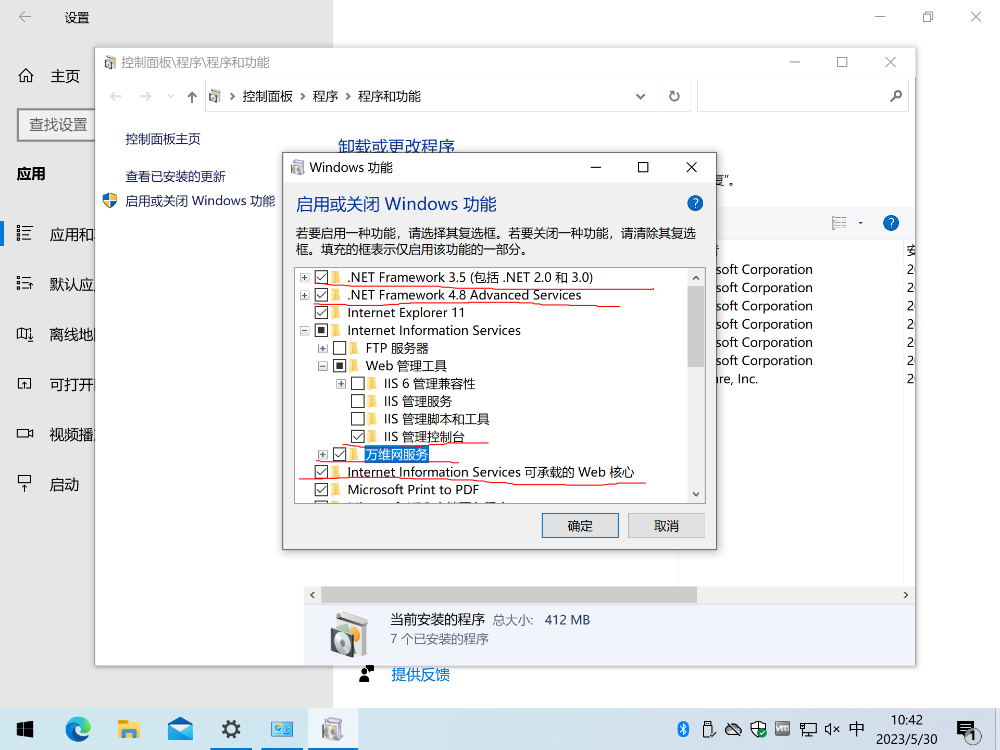 设置
控制面板\程序\程序和功能
主页
控制面板 程序 程序和功能
查找设置
控制面板主页
卸载或更改程序
应用
查看已安装的更新
启用或关闭 Windows 功能
复”。
Windows 功能
启用或关闭 Windows 功能
若要启用一种功能，请选择其复选框。若要关闭一种功能，请清除其复选
框。填充的框表示仅启用该功能的一部分。
.NET Framework 3.5 (包括 .NET 2.0 和 3.0)
.NET Framework 4.8 Advanced Services
Internet Explorer 11
Internet Information Services
FTP 服务器
Web 管理工具
IIS 6 管理兼容性
IIS 管理服务
IIS 管理脚本和工具
IIS 管理控制台
万维网服务
Internet Information Services 可承载的 Web 核心
Microsoft Print to PDF
确定 取消
应用和
默认应
离线地
可打开
视频播
启动
安
soft Corporation 2
soft Corporation 2
soft Corporation 2
soft Corporation 2
soft Corporation 2
soft Corporation 2
are, Inc. 2
当前安装的程序 总大小: 412 MB
7 个已安装的程序
提供反馈
中
10:42
2023/5/30
1